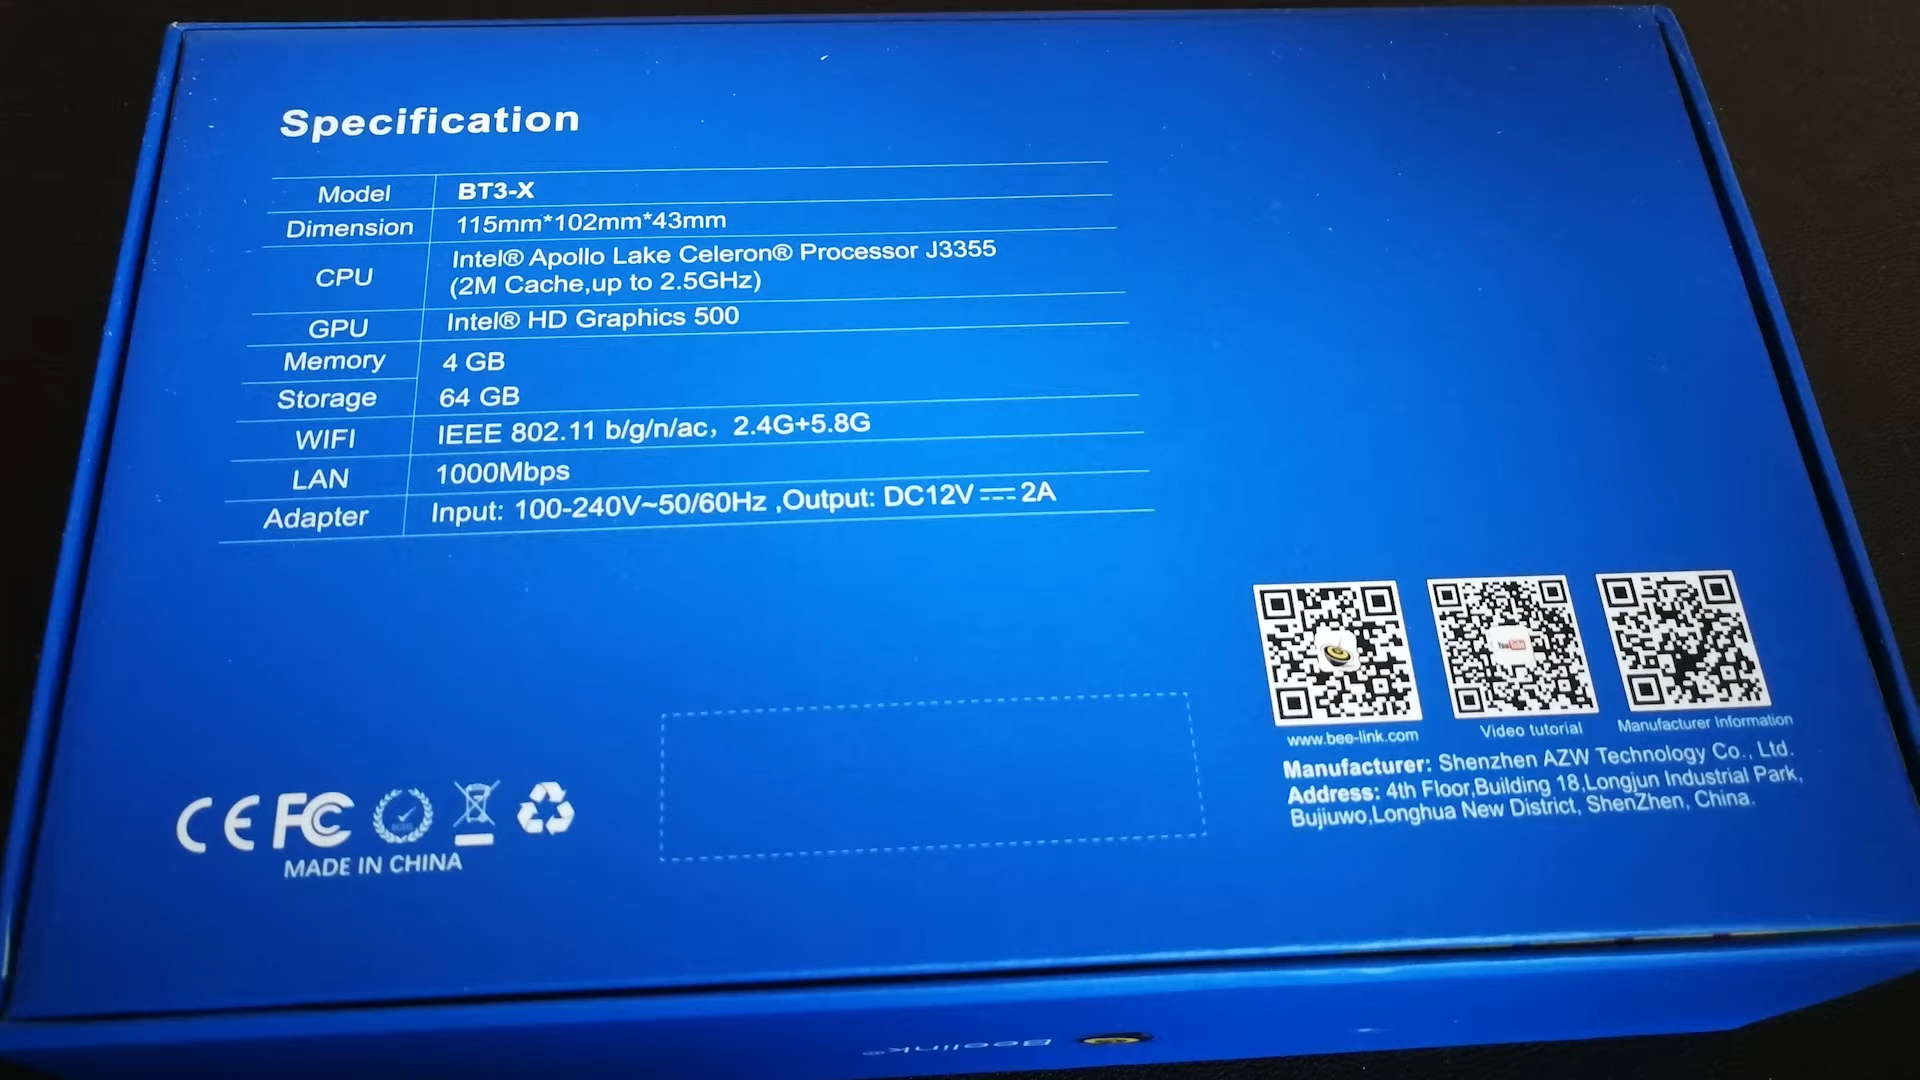 Specification
Model BT3-X
Dimension 115mm*102mm*43mm
CPU Intel® Apollo Lake Celeron® Processor J3355
(2M Cache,up to 2.5GHz)
GPU Intel® HD Graphics 500
Memory 4 GB
Storage 64 GB
WIFI IEEE 802.11 b/g/n/ac，2.4G+5.8G
LAN 1000Mbps
Adapter Input: 100-240V~50/60Hz ,Output: DC12V⎓2A
YouTube
www.bee-link.com
Video tutorial
Manufacturer Information
Manufacturer: Shenzhen AZW Technology Co., Ltd.
Address: 4th Floor,Building 18,Longjun Industrial Park,
Bujiuwo,Longhua New District, ShenZhen, China.
CE FC
MADE IN CHINA
Beelink®